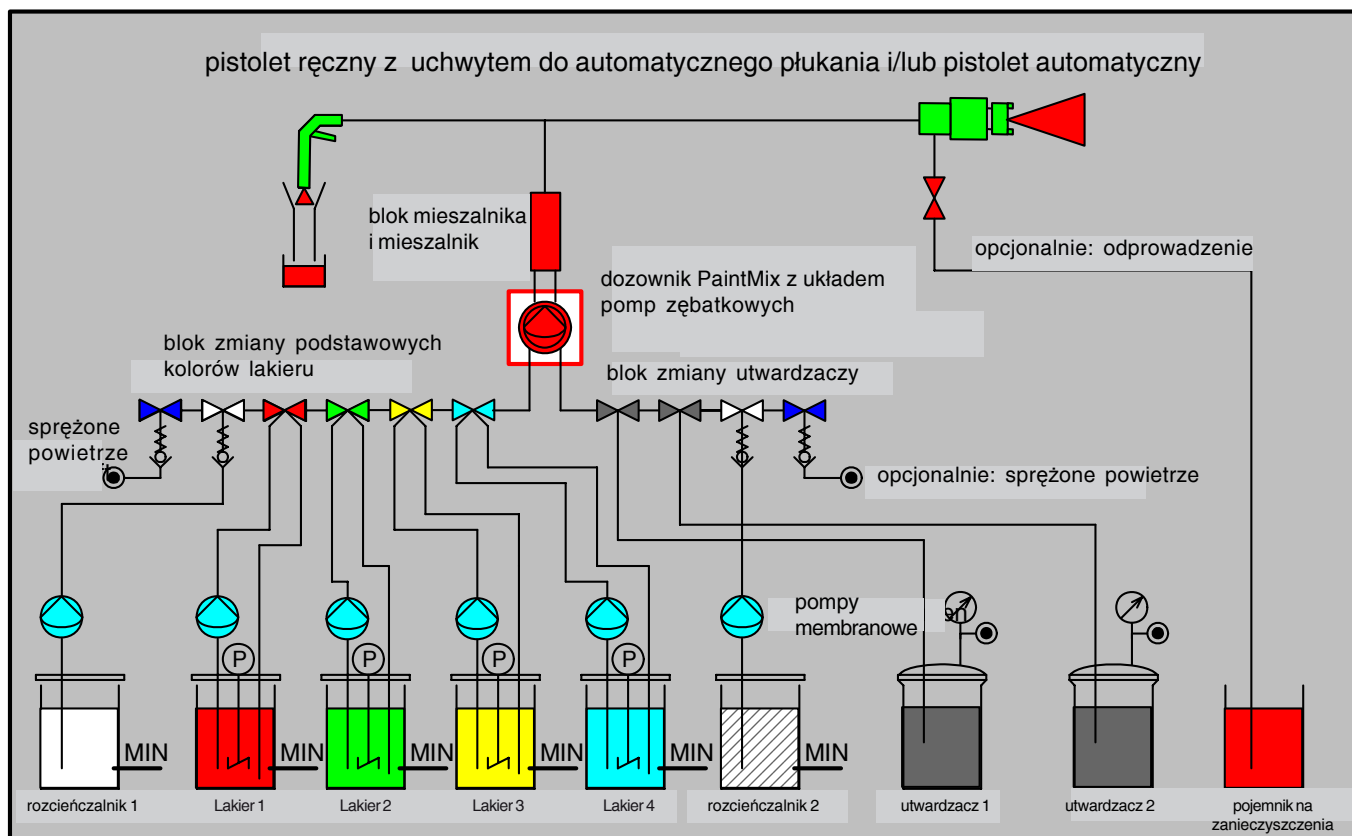 pistolet ręczny z uchwytem do automatycznego płukania i/lub pistolet automatyczny
blok mieszalnika
i mieszalnik
opcjonalnie: odprowadzenie
dozownik PaintMix z układem
pomp zębatkowych
blok zmiany podstawowych
kolorów lakieru
blok zmiany utwardzaczy
sprężone
powietrze
opcjonalnie: sprężone powietrze
pompy
membranowe
P
P
P
P
MIN
MIN
MIN
MIN
MIN
MIN
rozcieńczalnik 1
Lakier 1
Lakier 2
Lakier 3
Lakier 4
rozcieńczalnik 2
utwardzacz 1
utwardzacz 2
pojemnik na
zanieczyszczenia